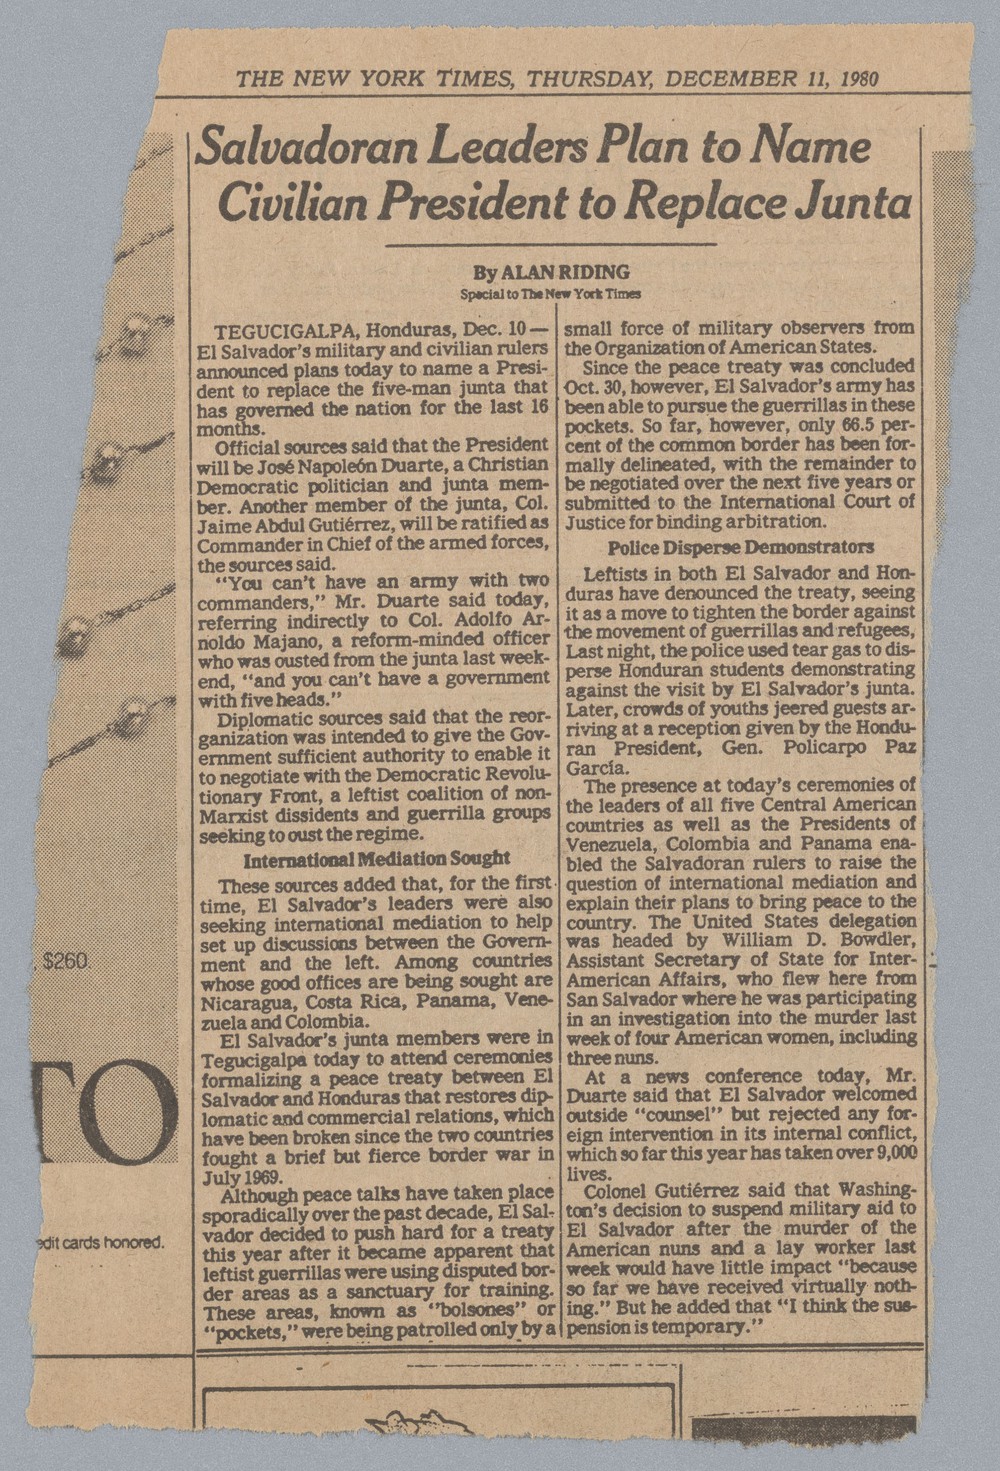 THE NEW YORK TIMES, THURSDAY, DECEMBER 11, 1980
Salvadoran Leaders Plan to Name
Civilian President to Replace Junta
By ALAN RIDING
Special to The New York Times
TEGUCIGALPA, Honduras, Dec. 10 —
El Salvador's military and civilian rulers
announced plans today to name a Presi-
dent to replace the five-man junta that
has governed the nation for the last 16
months.
Official sources said that the President
will be José Napoleón Duarte, a Christian
Democratic politician and junta mem-
ber. Another member of the junta, Col.
Jaime Abdul Gutiérrez, will be ratified as
Commander in Chief of the armed forces,
the sources said.
"You can't have an army with two
commanders," Mr. Duarte said today,
referring indirectly to Col. Adolfo Ar-
noldo Majano, a reform-minded officer
who was ousted from the junta last week-
end, "and you can't have a government
with five heads."
Diplomatic sources said that the reor-
ganization was intended to give the Gov-
ernment sufficient authority to enable it
to negotiate with the Democratic Revolu-
tionary Front, a leftist coalition of non-
Marxist dissidents and guerrilla groups
seeking to oust the regime.
International Mediation Sought
These sources added that, for the first
time, El Salvador's leaders were also
seeking international mediation to help
set up discussions between the Govern-
ment and the left. Among countries
whose good offices are being sought are
Nicaragua, Costa Rica, Panama, Vene-
zuela and Colombia.
El Salvador's junta members were in
Tegucigalpa today to attend ceremonies
formalizing a peace treaty between El
Salvador and Honduras that restores dip-
lomatic and commercial relations, which
have been broken since the two countries
fought a brief but fierce border war in
July 1969.
Although peace talks have taken place
sporadically over the past decade, El Sal-
vador decided to push hard for a treaty
this year after it became apparent that
leftist guerrillas were using disputed bor-
der areas as a sanctuary for training.
These areas, known as "bolsones" or
"pockets," were being patrolled only by a
small force of military observers from
the Organization of American States.
Since the peace treaty was concluded
Oct. 30, however, El Salvador's army has
been able to pursue the guerrillas in these
pockets. So far, however, only 66.5 per-
cent of the common border has been for-
mally delineated, with the remainder to
be negotiated over the next five years or
submitted to the International Court of
Justice for binding arbitration.
Police Disperse Demonstrators
Leftists in both El Salvador and Hon-
duras have denounced the treaty, seeing
it as a move to tighten the border against
the movement of guerrillas and refugees,
Last night, the police used tear gas to dis-
perse Honduran students demonstrating
against the visit by El Salvador's junta.
Later, crowds of youths jeered guests ar-
riving at a reception given by the Hondu-
ran President, Gen. Policarpo Paz
García.
The presence at today's ceremonies of
the leaders of all five Central American
countries as well as the Presidents of
Venezuela, Colombia and Panama ena-
bled the Salvadoran rulers to raise the
question of international mediation and
explain their plans to bring peace to the
country. The United States delegation
was headed by William D. Bowdler,
Assistant Secretary of State for Inter-
American Affairs, who flew here from
San Salvador where he was participating
in an investigation into the murder last
week of four American women, including
three nuns.
At a news conference today, Mr.
Duarte said that El Salvador welcomed
outside "counsel" but rejected any for-
eign intervention in its internal conflict,
which so far this year has taken over 9,000
lives.
Colonel Gutiérrez said that Washing-
ton's decision to suspend military aid to
El Salvador after the murder of the
American nuns and a lay worker last
week would have little impact "because
so far we have received virtually noth-
ing." But he added that "I think the sus-
pension is temporary."
, $260.
TO
edit cards honored.